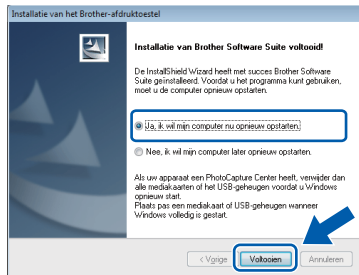 Installatie van het Brother-afdruktoestel
Installatie van Brother Software Suite voltooid!
De InstallShield Wizard heeft met succes Brother Software
Suite geïnstalleerd. Voordat u het programma kunt gebruiken,
moet u de computer opnieuw opstarten.
Ja, ik wil mijn computer nu opnieuw opstarten.
Nee, ik wil mijn computer later opnieuw opstarten.
Als uw apparaat een PhotoCapture Center heeft, verwijder dan
alle mediakaarten of het USB-geheugen voordat u Windows
opnieuw start.
Plaats pas een mediakaart of USB-geheugen wanneer
Windows volledig is gestart.
< Vorige
Voltooien
Annuleren